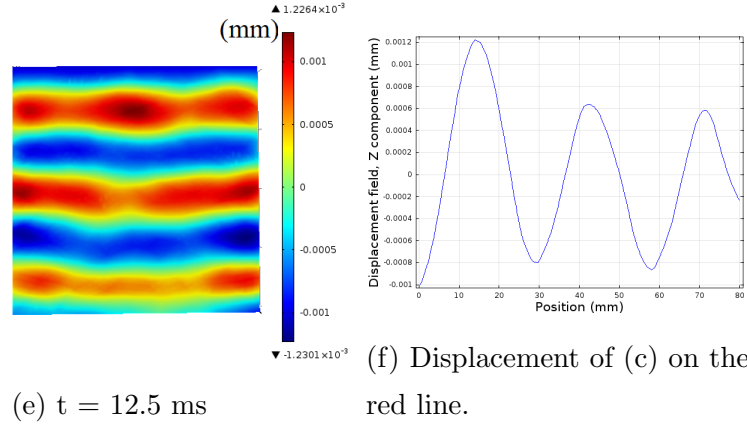 ▲ 1.2264×10⁻³
(mm)
0.001
0.0005
0
-0.0005
-0.001
▼ -1.2301×10⁻³
(e) t = 12.5 ms
Displacement field, Z component (mm)
0.0012
0.001
0.0008
0.0006
0.0004
0.0002
0
-0.0002
-0.0004
-0.0006
-0.0008
-0.001
0 10 20 30 40 50 60 70 80
Position (mm)
(f) Displacement of (c) on the
red line.